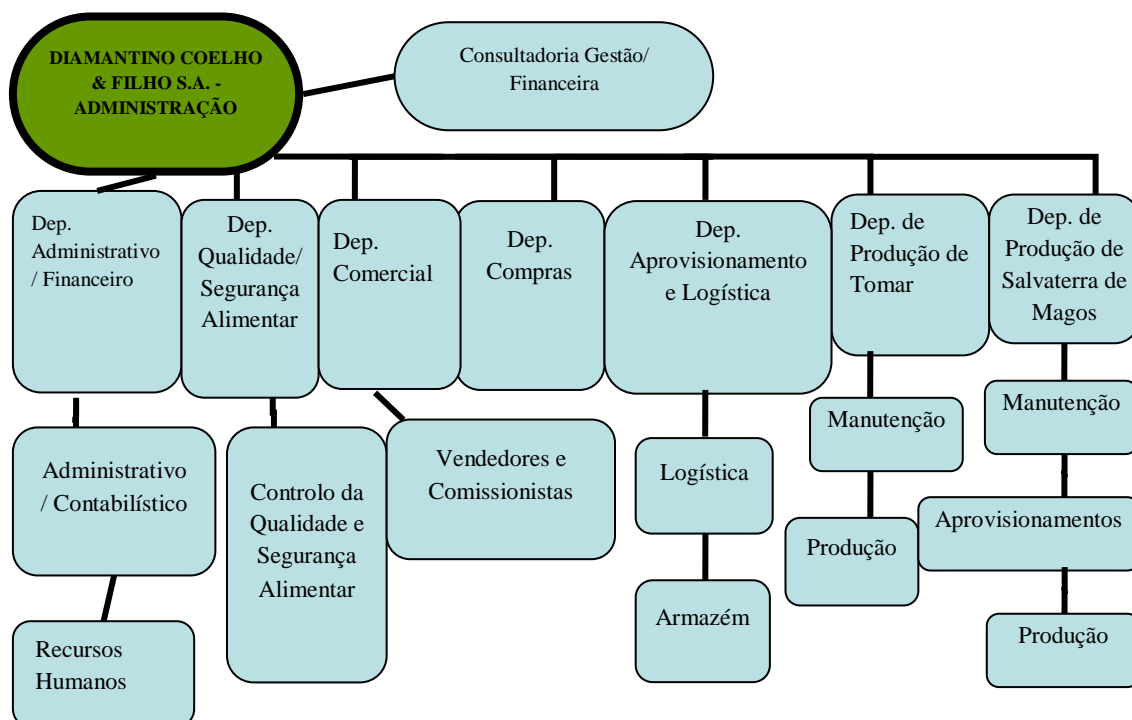 DIAMANTINO COELHO
& FILHO S.A. -
ADMINISTRAÇÃO
Consultadoria Gestão/
Financeira
Dep.
Administrativo
/ Financeiro
Dep.
Qualidade/
Segurança
Alimentar
Dep.
Comercial
Dep.
Compras
Dep.
Aprovisionamento
e Logística
Dep. de
Produção de
Tomar
Dep. de
Produção de
Salvaterra de
Magos
Administrativo
/ Contabilístico
Controlo da
Qualidade e
Segurança
Alimentar
Vendedores e
Comissionistas
Logística
Manutenção
Manutenção
Produção
Aprovisionamentos
Recursos
Humanos
Armazém
Produção